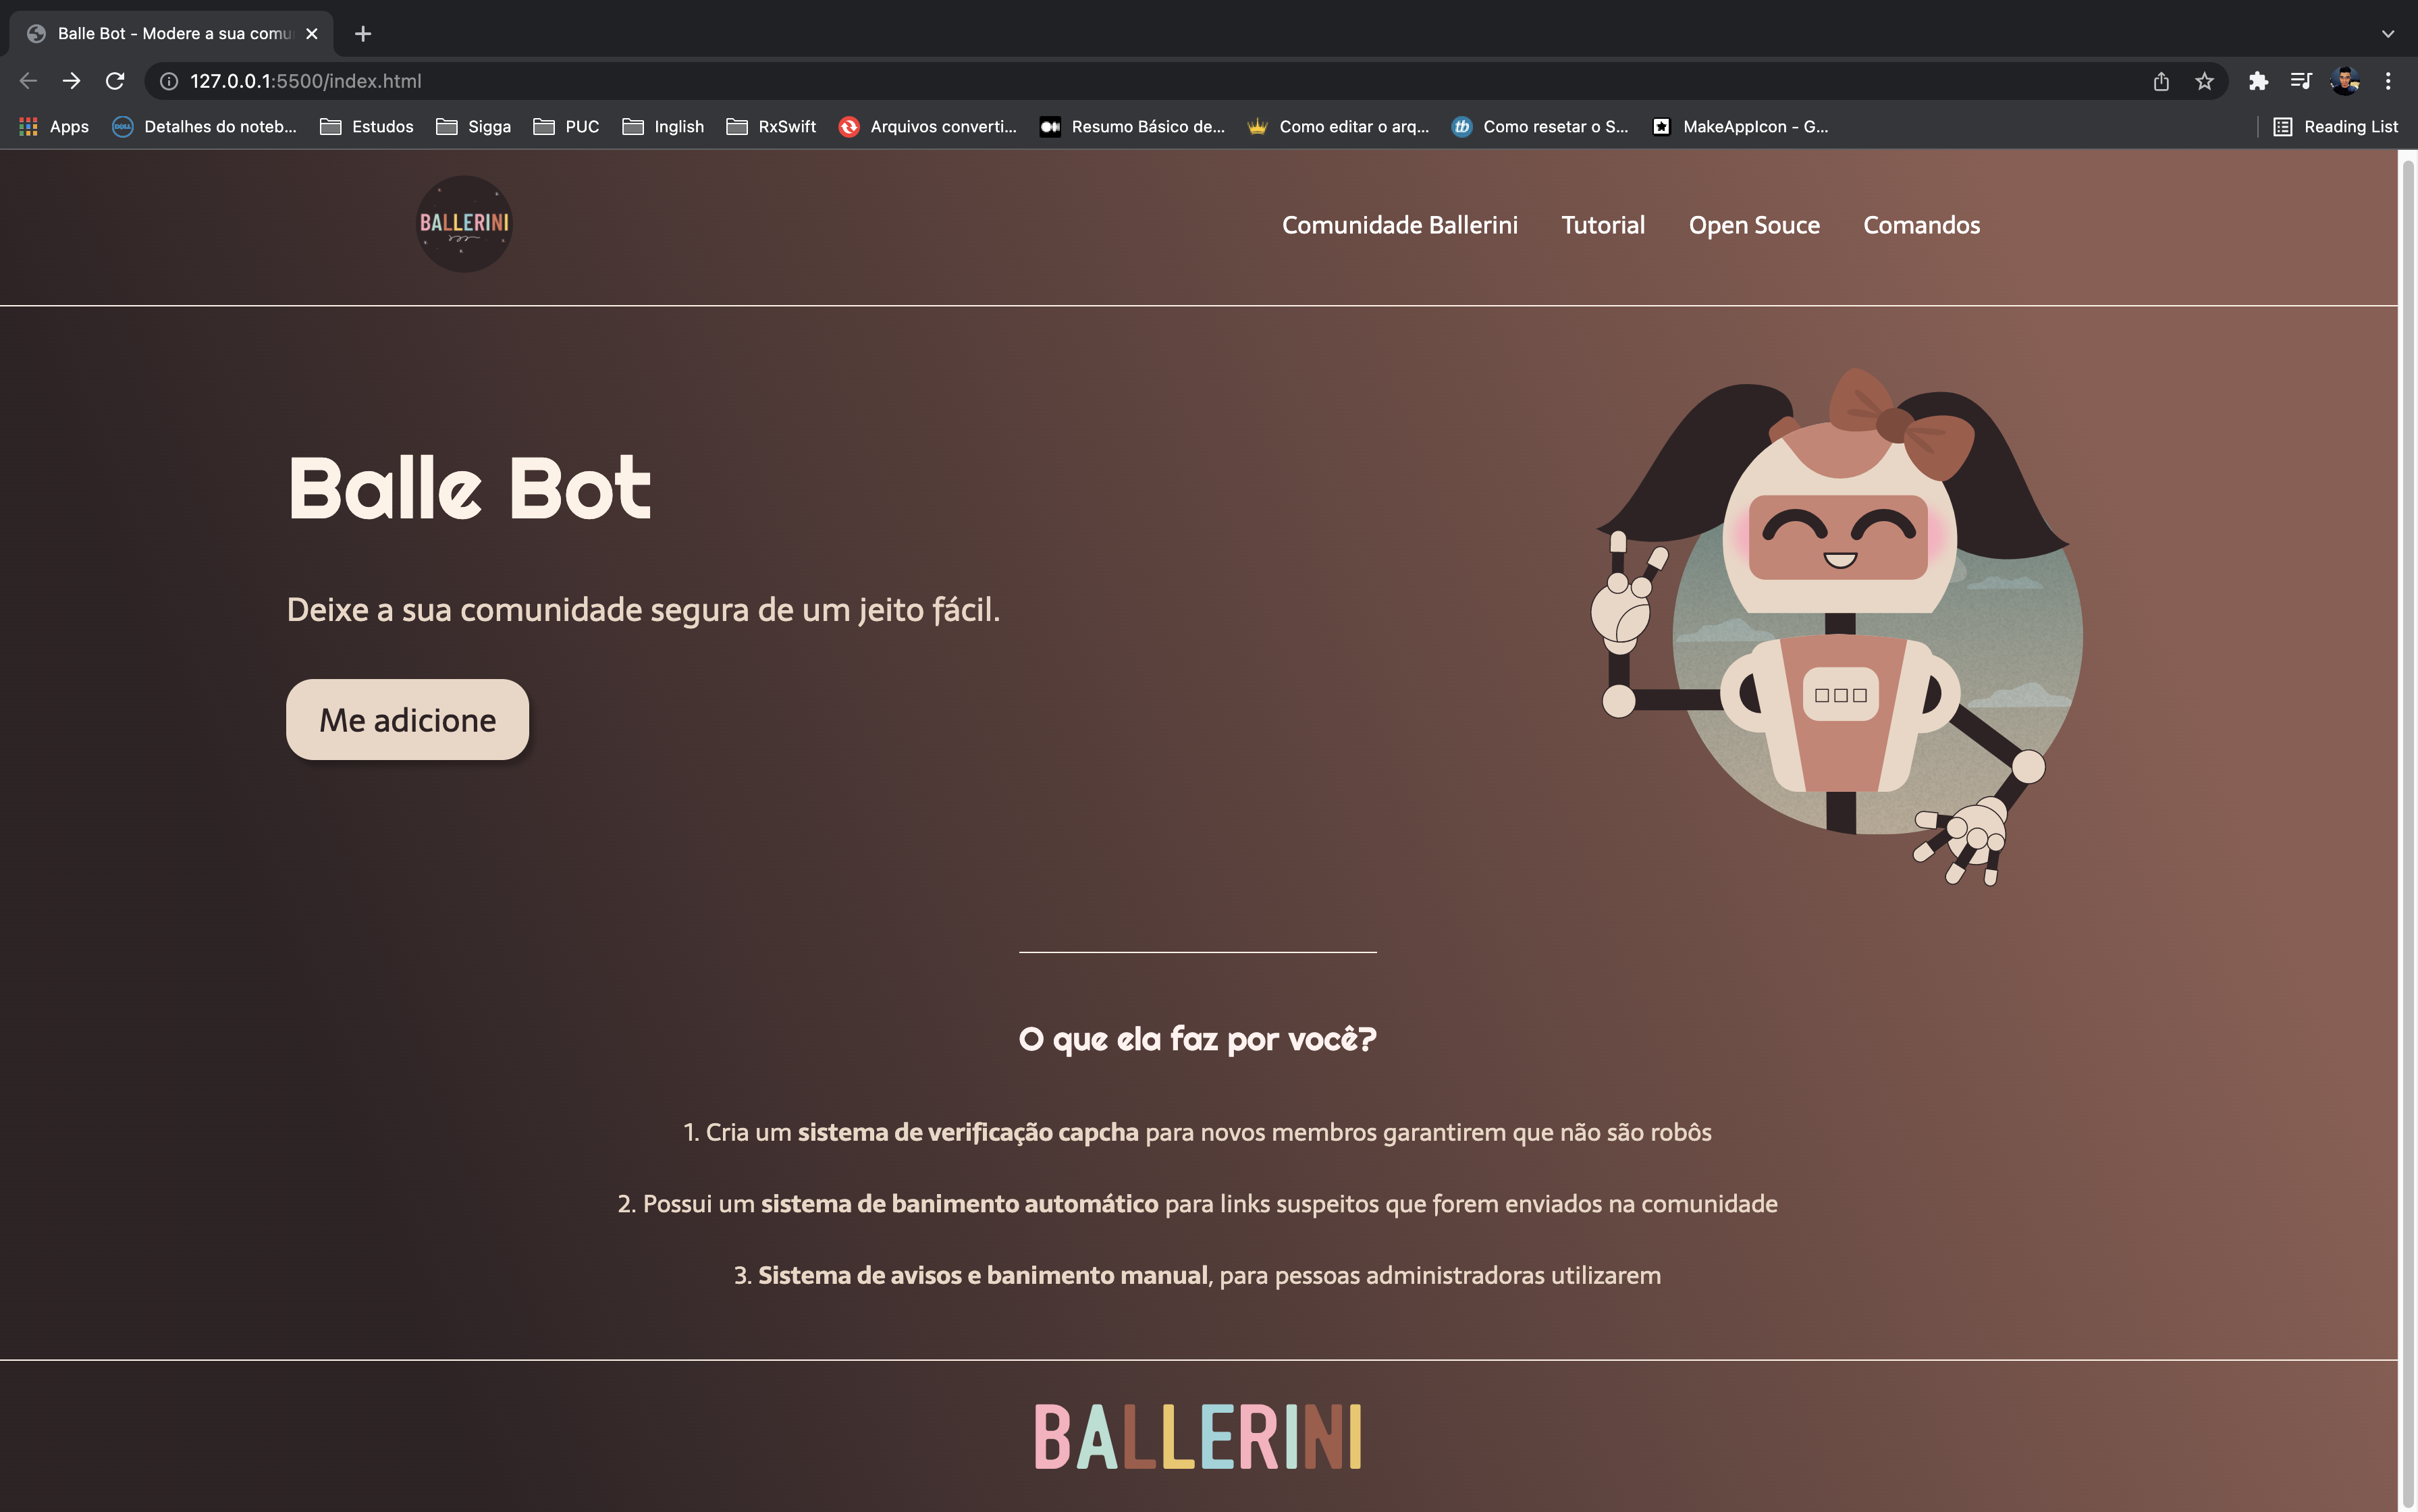 Balle Bot - Modere a sua comu
127.0.0.1:5500/index.html
Apps Detalhes do noteb... Estudos Sigga PUC Inglish RxSwift Arquivos converti... Resumo Básico de... Como editar o arq... tb Como resetar o S... MakeAppIcon - G... Reading List
BALLERINI Comunidade Ballerini Tutorial Open Souce Comandos
Balle Bot
Deixe a sua comunidade segura de um jeito fácil.
Me adicione
O que ela faz por você?
1. Cria um sistema de verificação capcha para novos membros garantirem que não são robôs
2. Possui um sistema de banimento automático para links suspeitos que forem enviados na comunidade
3. Sistema de avisos e banimento manual, para pessoas administradoras utilizarem
BALLERINI